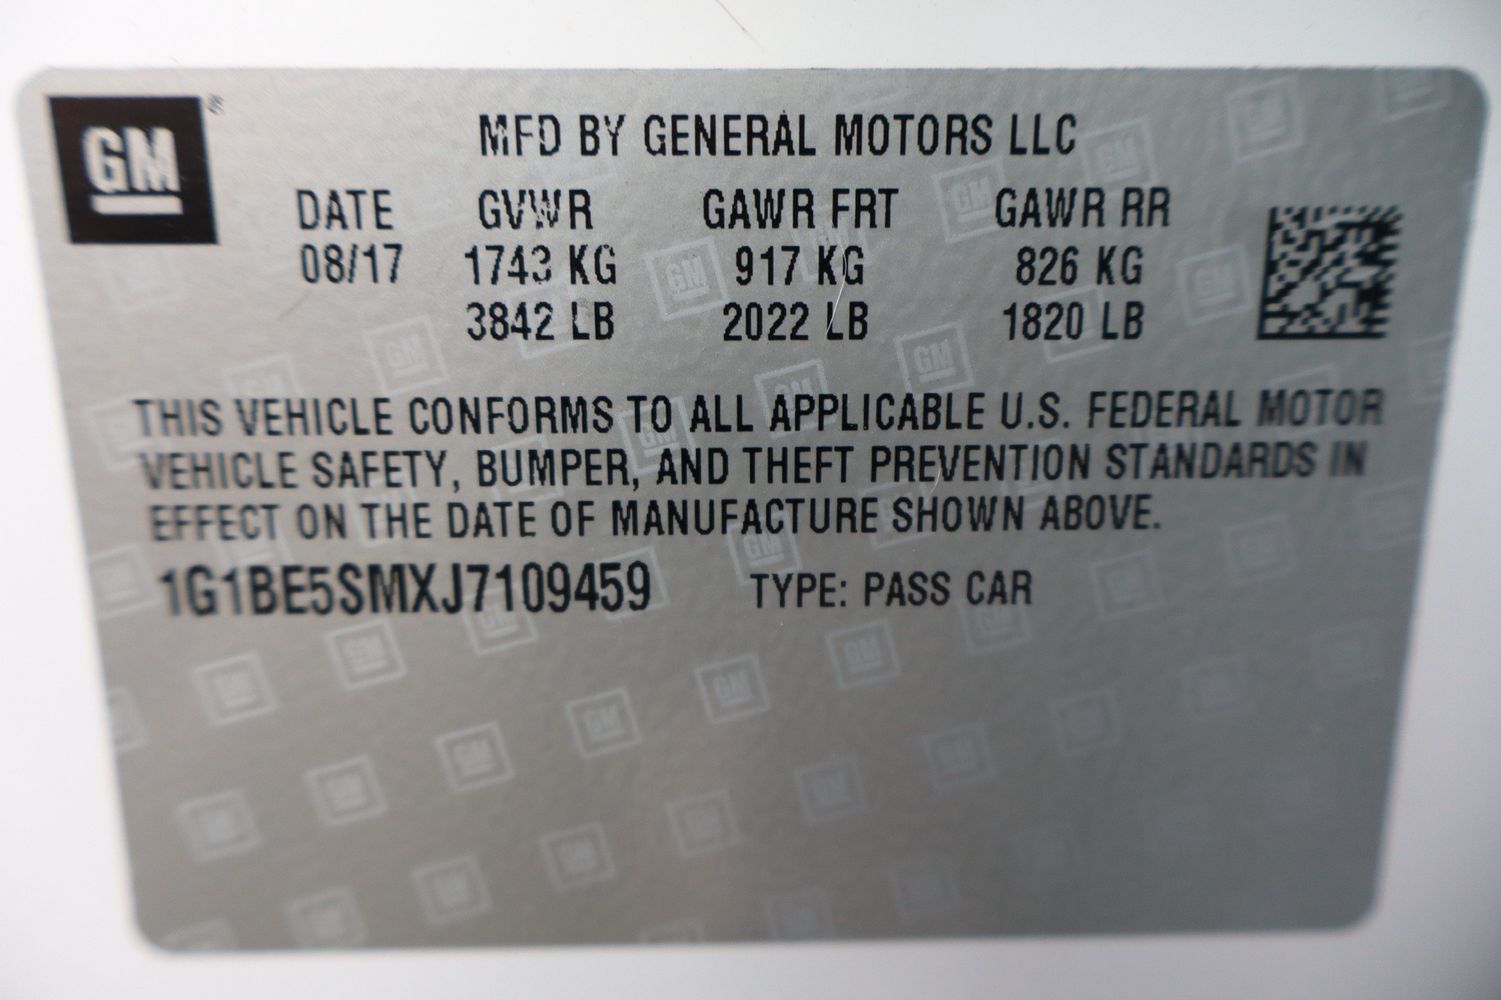 GM
MFD BY GENERAL MOTORS LLC
DATE GVWR GAWR FRT GAWR RR
08/17 1743 KG 917 KG 826 KG
3842 LB 2022 LB 1820 LB
THIS VEHICLE CONFORMS TO ALL APPLICABLE U.S. FEDERAL MOTOR
VEHICLE SAFETY, BUMPER, AND THEFT PREVENTION STANDARDS IN
EFFECT ON THE DATE OF MANUFACTURE SHOWN ABOVE.
1G1BE5SMXJ7109459 TYPE: PASS CAR